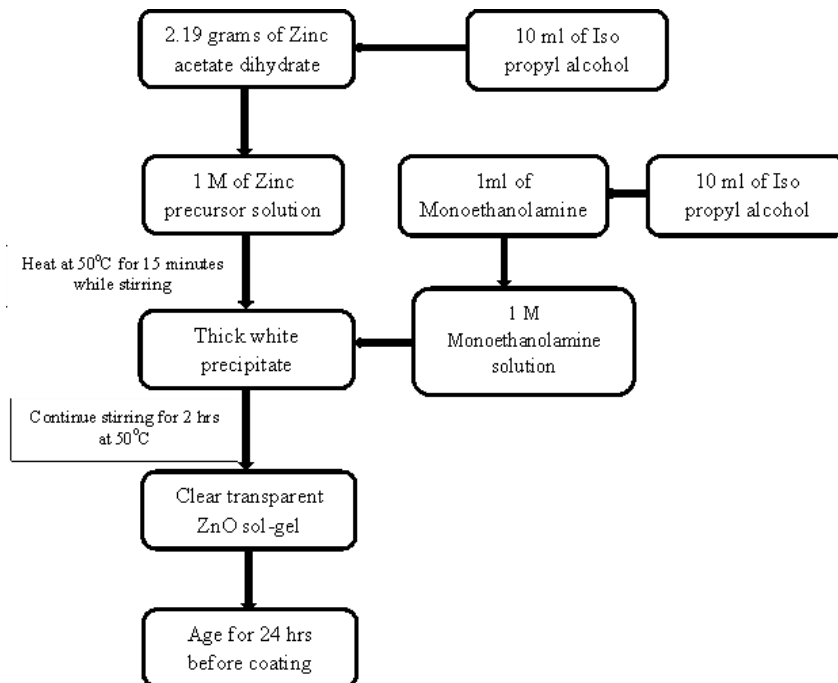 2.19 grams of Zinc
acetate dihydrate
10 ml of Iso
propyl alcohol
1 M of Zinc
precursor solution
1ml of
Monoethanolamine
10 ml of Iso
propyl alcohol
Heat at 50⁰C for 15 minutes
while stirring
1 M
Monoethanolamine
solution
Thick white
precipitate
Continue stirring for 2 hrs
at 50⁰C
Clear transparent
ZnO sol-gel
Age for 24 hrs
before coating